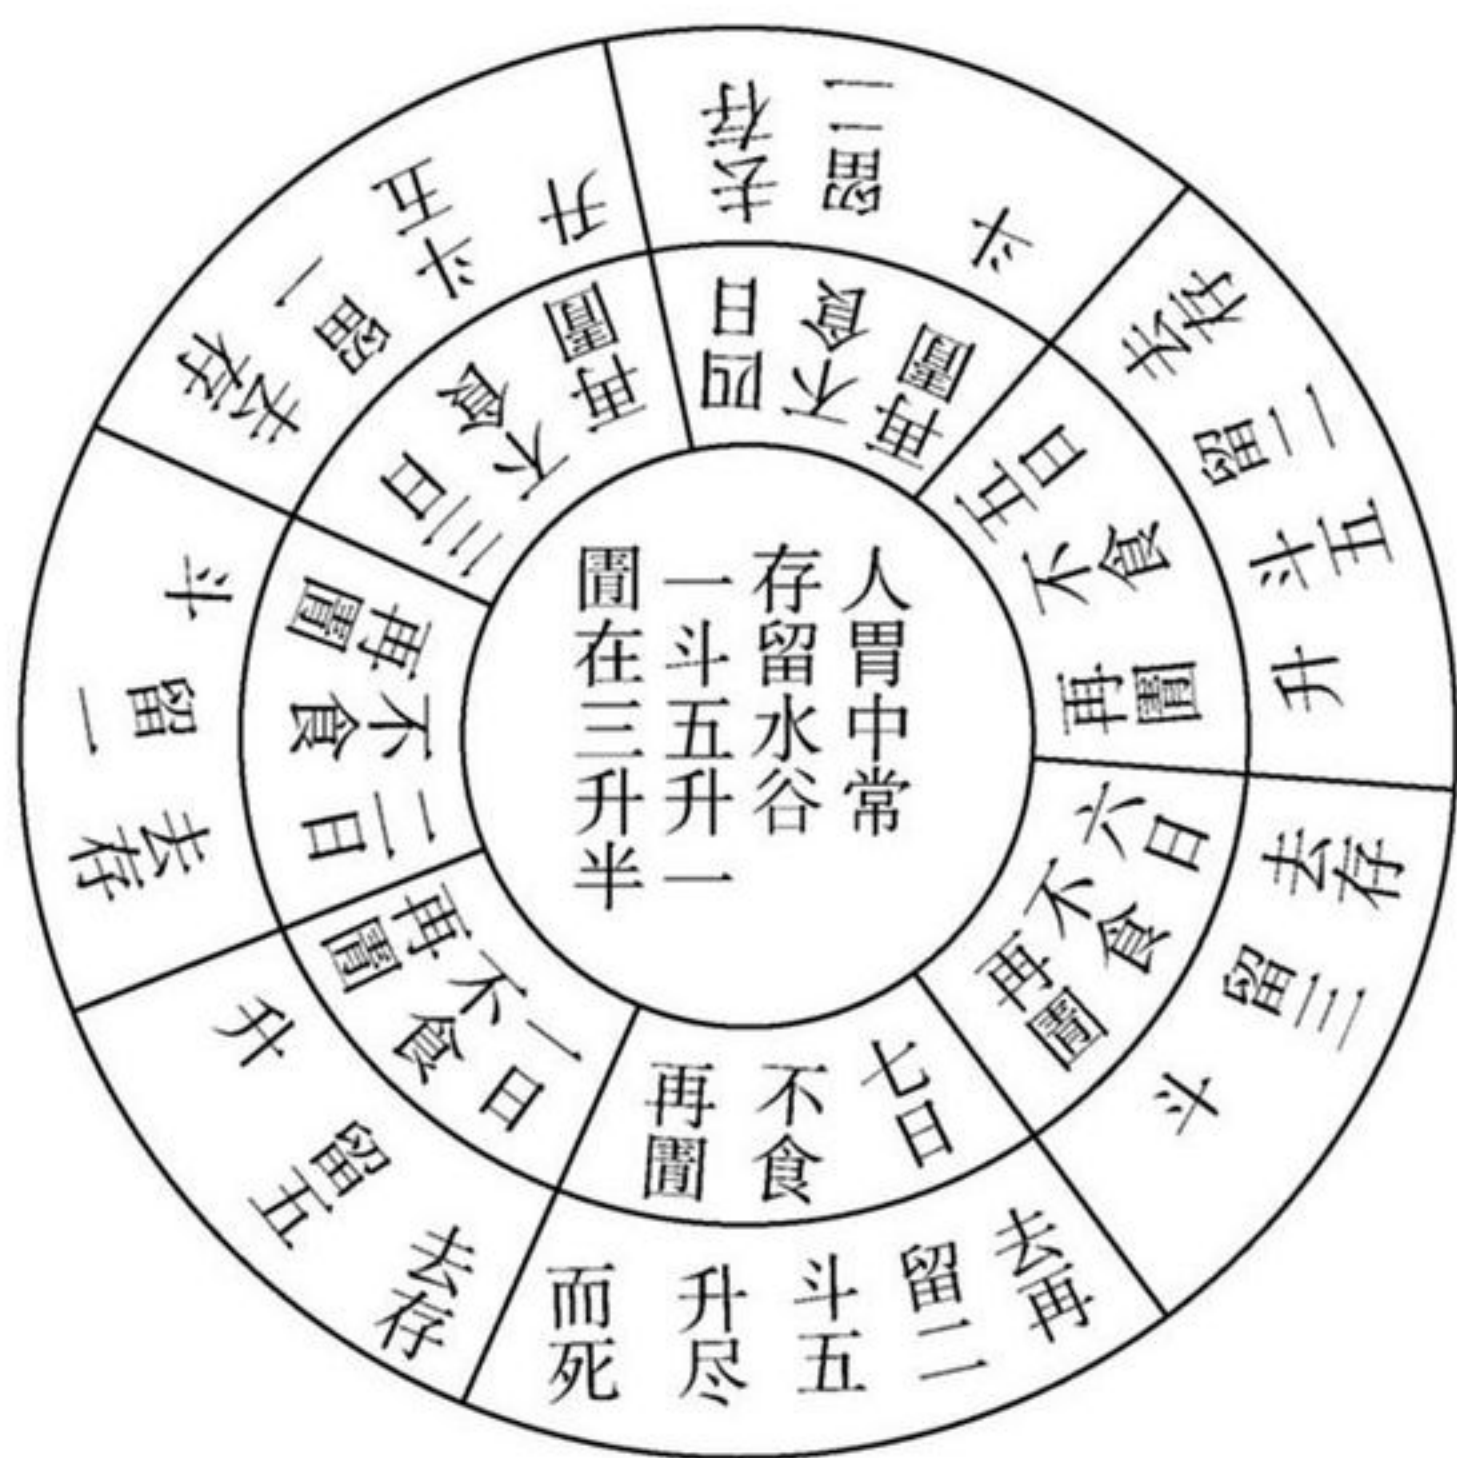 人胃中常
存留水谷
一斗五升一
圊在三升半
一日
不食
再圊
去存
留五
升
二日
不食
再圊
去存
留一
斗
三日
不食
再圊
去存
留一
斗五
升
四日
不食
再圊
去存
留二
斗
五日
不食
再圊
去存
留二
斗五
升
六日
不食
再圊
去存
留三
斗
七日
不食
再圊
去再
留二
斗五
升尽
而死